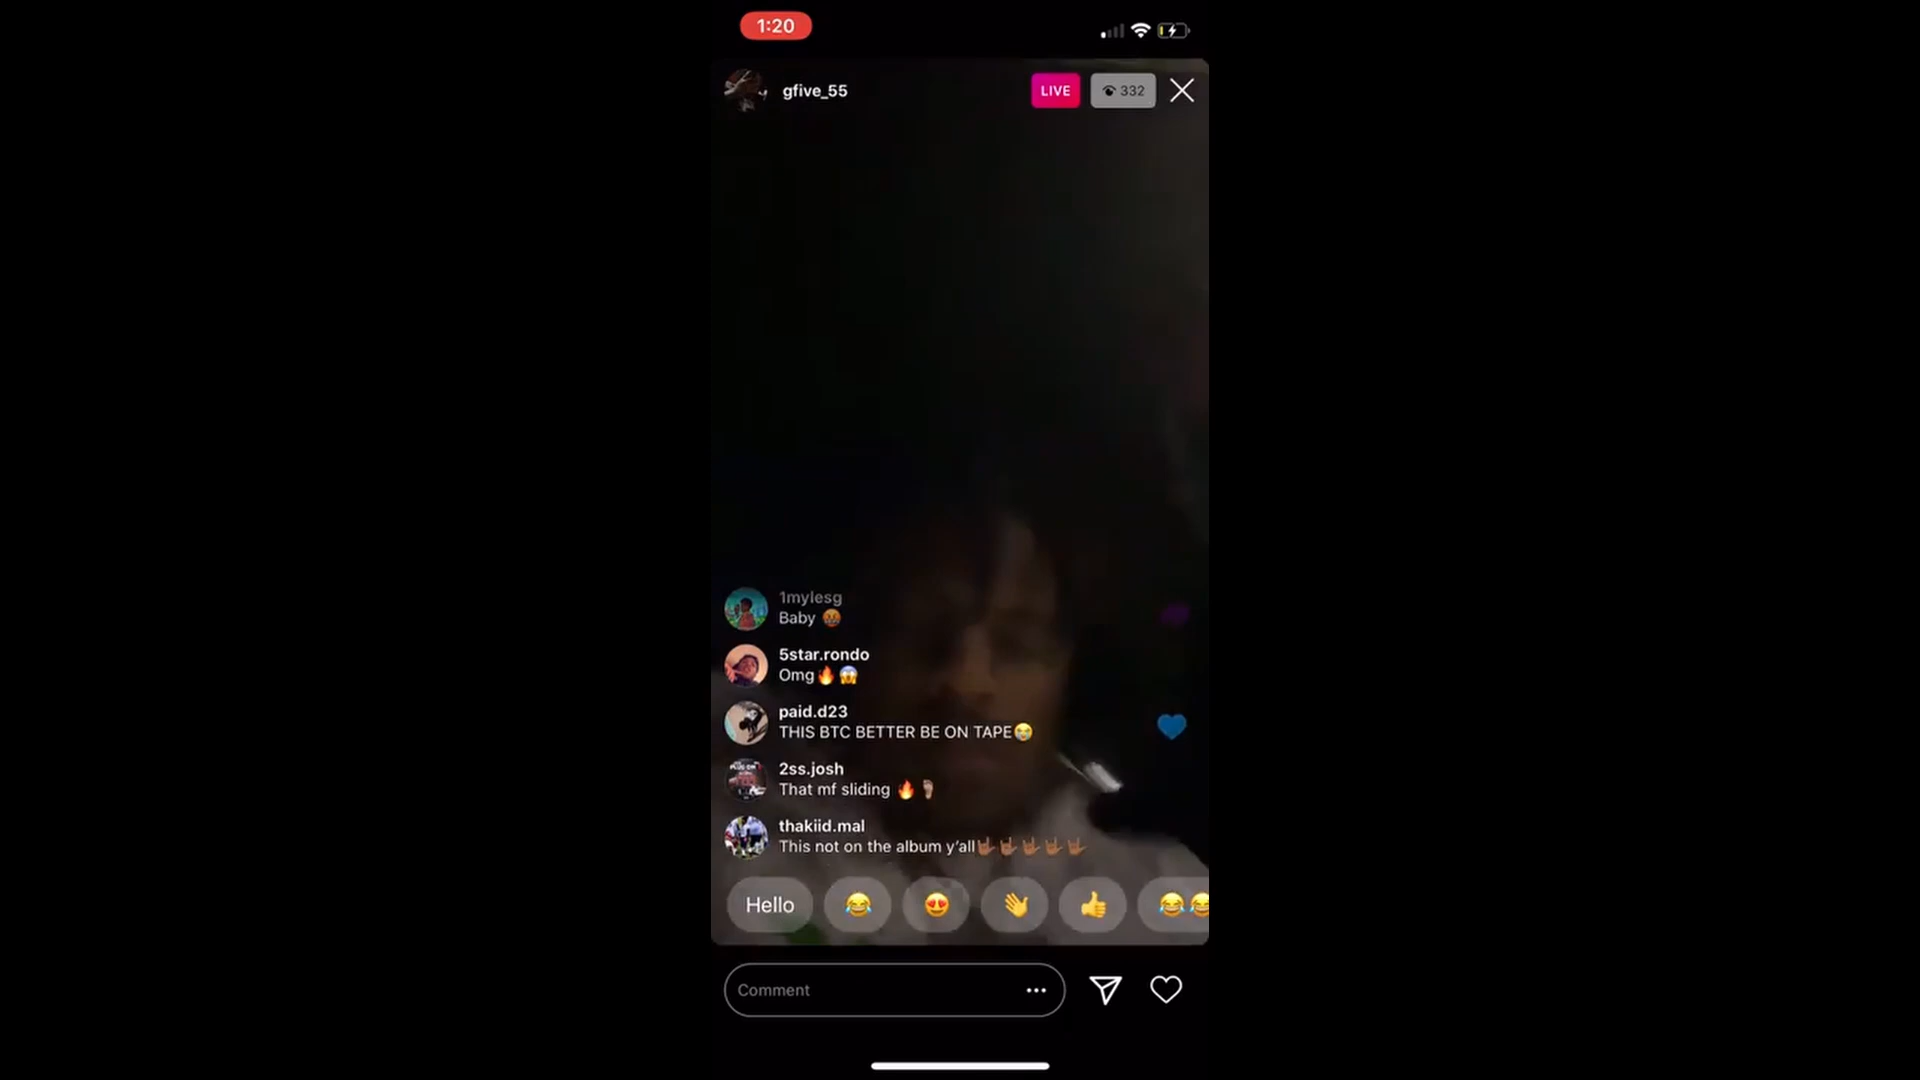 1:20
gfive_55
LIVE
332
1mylesg
Baby 🤬
5star.rondo
Omg🔥😱
paid.d23
THIS BTC BETTER BE ON TAPE😭
2ss.josh
That mf sliding 🔥👣
thakiid.mal
This not on the album y’all🤟🏾🤟🏾🤟🏾🤟🏾🤟🏾
Hello 😂 😍 👋 👍 😂😂
Comment